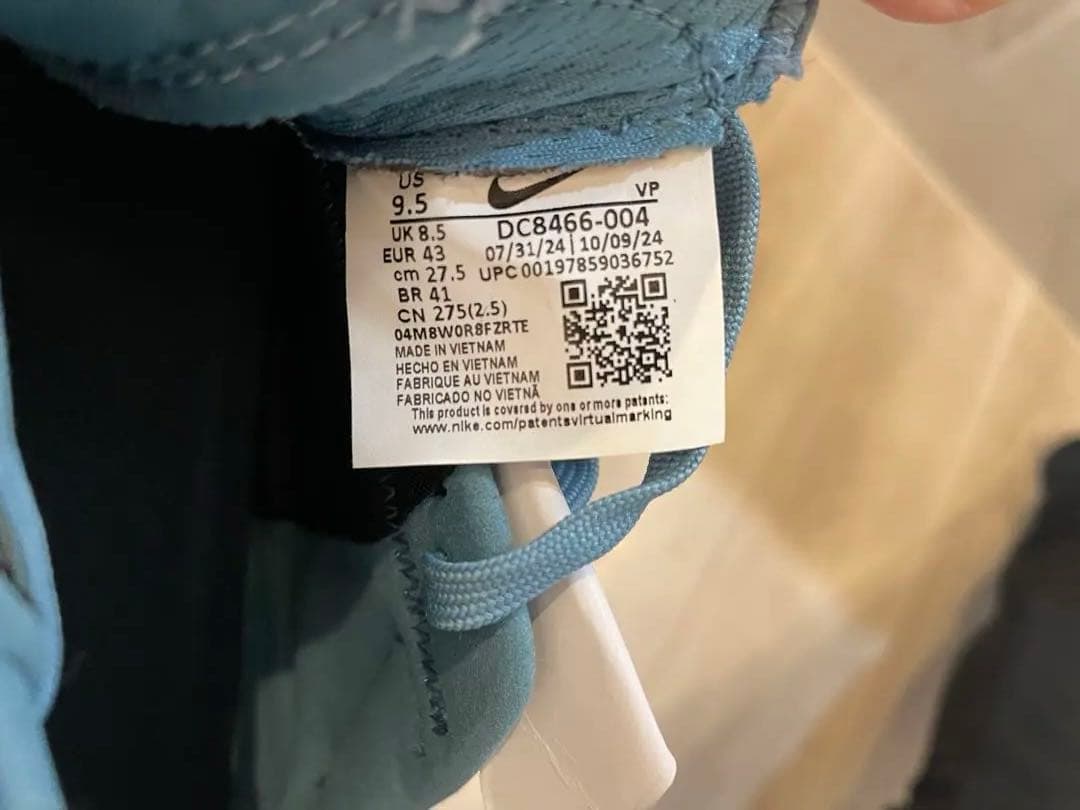 US
9.5
VP
UK 8.5
DC8466-004
EUR 43
07/31/24|10/09/24
cm 27.5
UPC 00197859036752
BR 41
CN 275(2.5)
04M8W0R8FZRTE
MADE IN VIETNAM
HECHO EN VIETNAM
FABRIQUE AU VIETNAM
FABRICADO NO VIETNÃ
This product is covered by one or more patents:
www.nike.com/patentsvirtualmarking